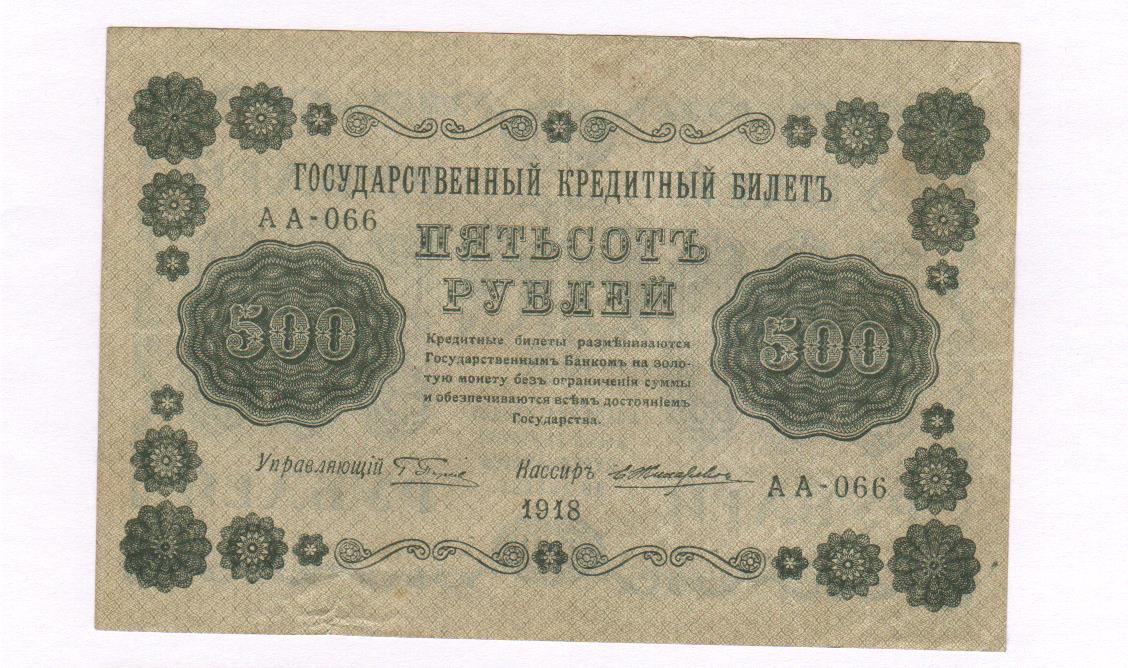 ГОСУДАРСТВЕННЫЙ КРЕДИТНЫЙ БИЛЕТЪ
АА-066
ПЯТЬСОТЪ
РУБЛЕЙ
500
500
Кредитные билеты размѣниваются
Государственнымъ Банкомъ на золо-
тую монету безъ ограниченія суммы
и обезпечиваются всѣмъ достояніемъ
Государства.
Управляющій
Кассиръ
АА-066
1918